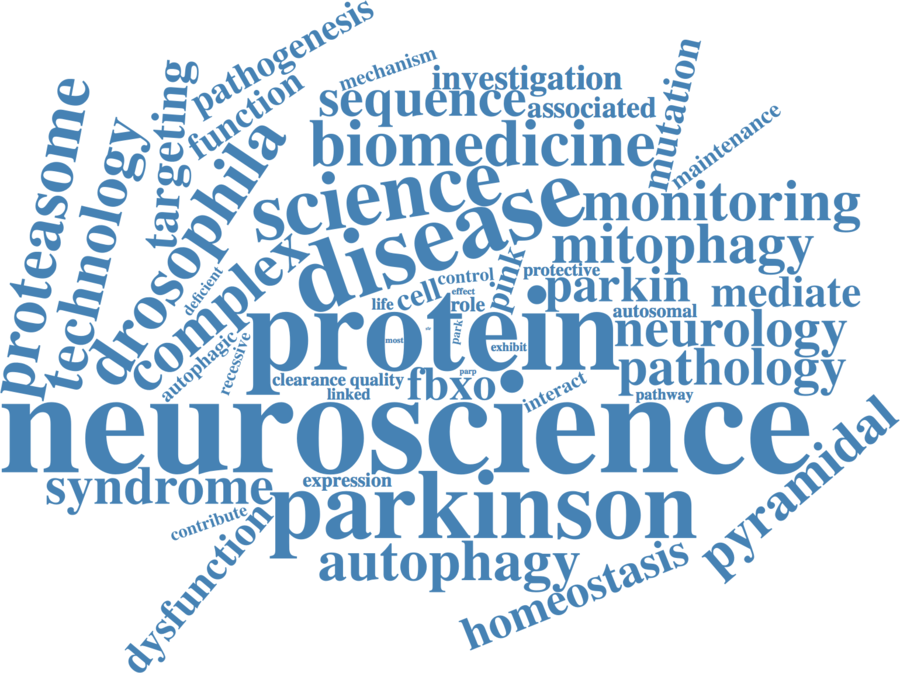 pathogenesis
mechanism
investigation
mutation
sequence
associated
function
targeting
proteasome
technology
biomedicine
maintenance
drosophila
science
disease
monitoring
mitophagy
complex
deficient
pink
protective
control
cell
effect
life
role
parkin
mediate
autosomal
protein
park
most
exhibit
neurology
autophagic
recessive
parp
pathology
clearance quality
fbxo
linked
interact
pathway
neuroscience
syndrome
expression
parkinson
pyramidal
contribute
dysfunction
autophagy
homeostasis